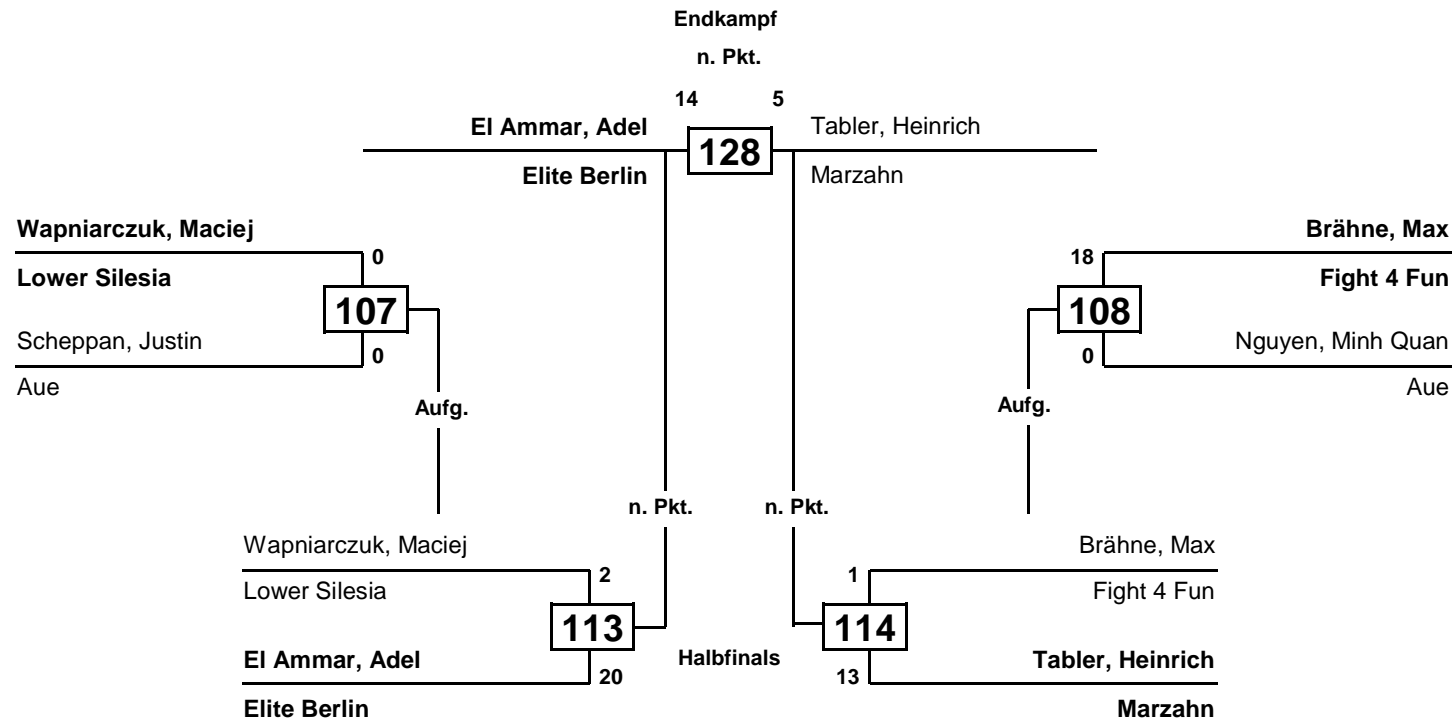 Endkampf
n. Pkt.
14 5
El Ammar, Adel 128 Tabler, Heinrich
Elite Berlin Marzahn
Wapniarczuk, Maciej
0
Lower Silesia
107
Scheppan, Justin
0
Aue
Aufg.
Brähne, Max
18
Fight 4 Fun
108
Nguyen, Minh Quan
0
Aue
Aufg.
n. Pkt. n. Pkt.
Wapniarczuk, Maciej
2
Lower Silesia
113
El Ammar, Adel
20
Elite Berlin
Halbfinals
Brähne, Max
1
Fight 4 Fun
114
Tabler, Heinrich
13
Marzahn